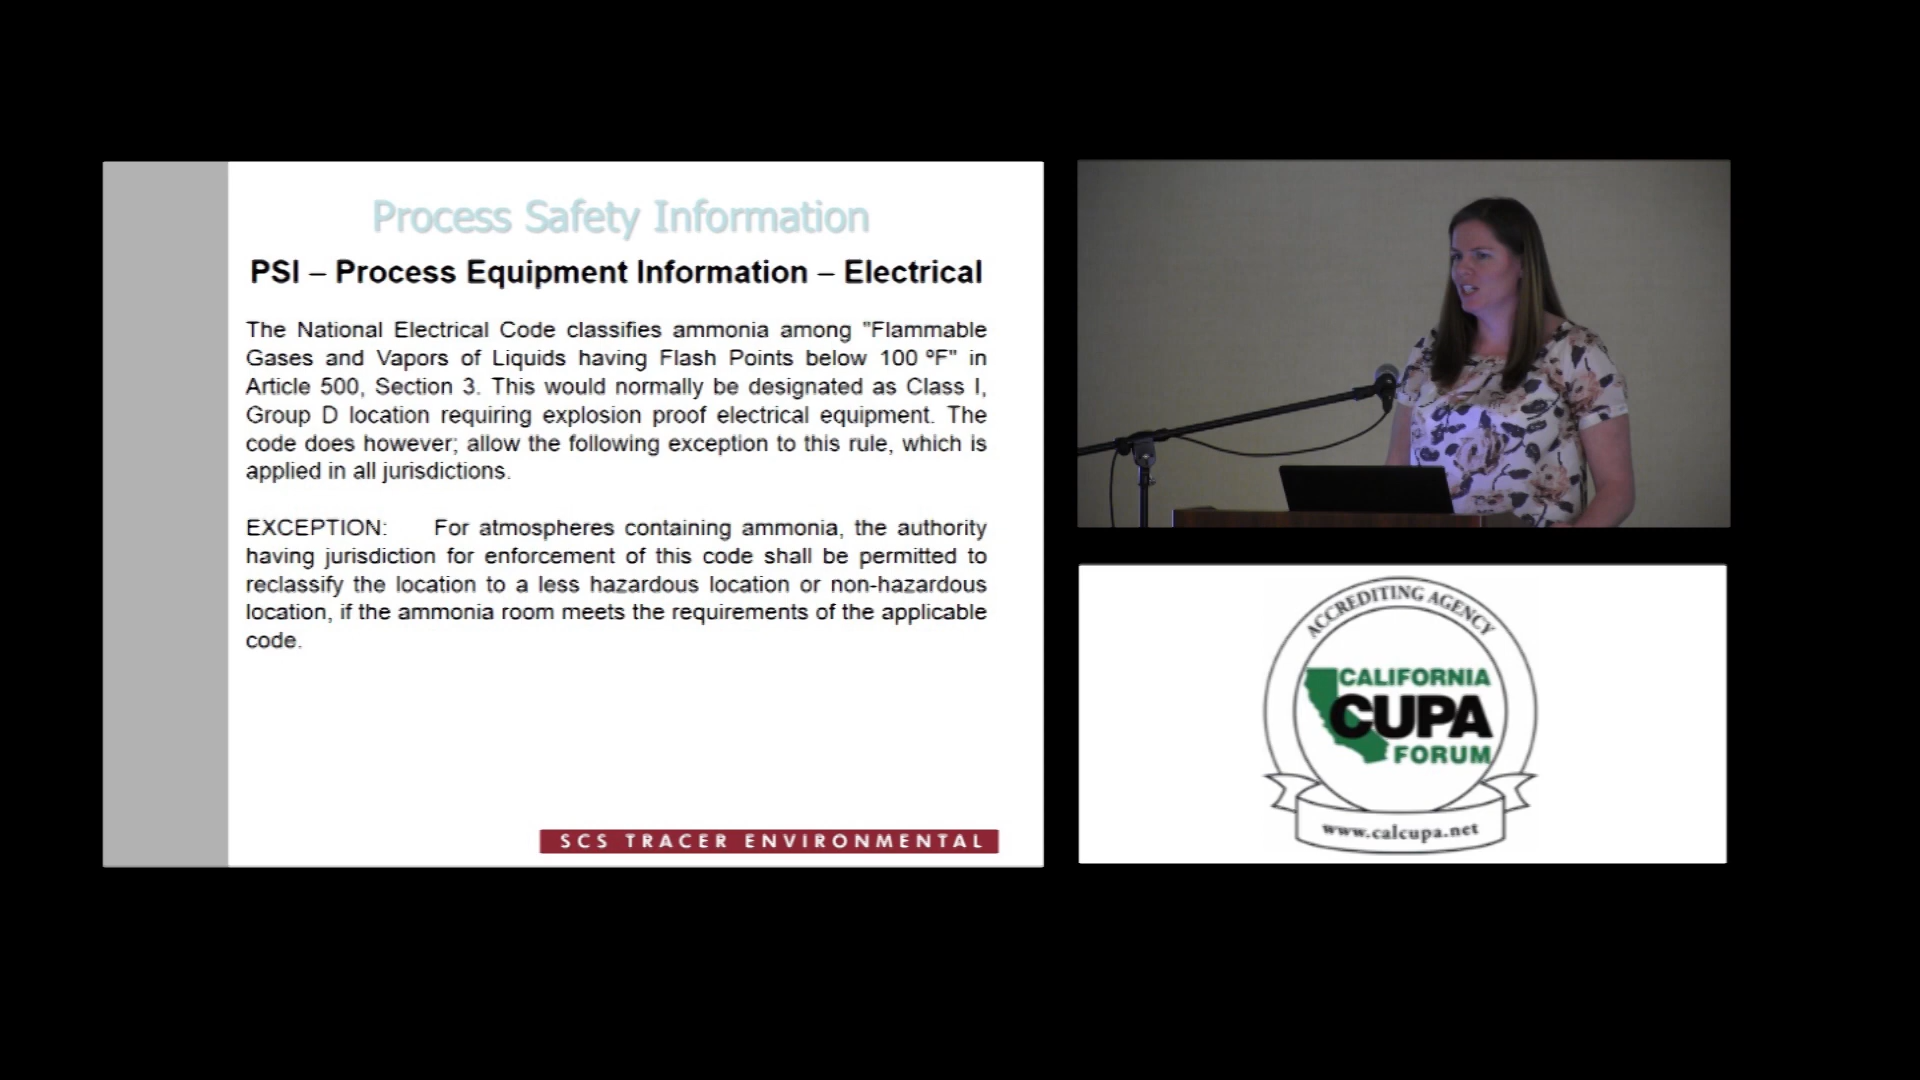 Process Safety Information
PSI – Process Equipment Information – Electrical
The National Electrical Code classifies ammonia among "Flammable
Gases and Vapors of Liquids having Flash Points below 100 ºF" in
Article 500, Section 3. This would normally be designated as Class I,
Group D location requiring explosion proof electrical equipment. The
code does however; allow the following exception to this rule, which is
applied in all jurisdictions.
EXCEPTION: For atmospheres containing ammonia, the authority
having jurisdiction for enforcement of this code shall be permitted to
reclassify the location to a less hazardous location or non-hazardous
location, if the ammonia room meets the requirements of the applicable
code.
SCS TRACER ENVIRONMENTAL
ACCREDITING AGENCY
CALIFORNIA
CUPA
FORUM
www.calcupa.net